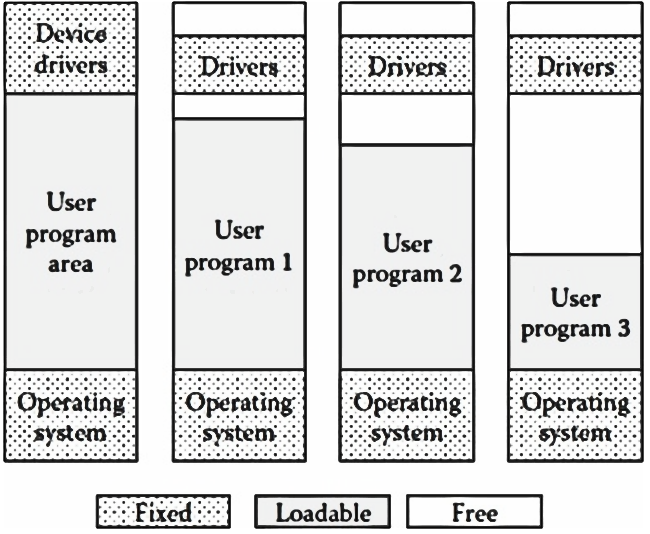 Device
drivers
User
program
area
Operating
system
Drivers
User
program 1
Operating
system
Drivers
User
program 2
Operating
system
Drivers
User
program 3
Operating
system
Fixed
Loadable
Free